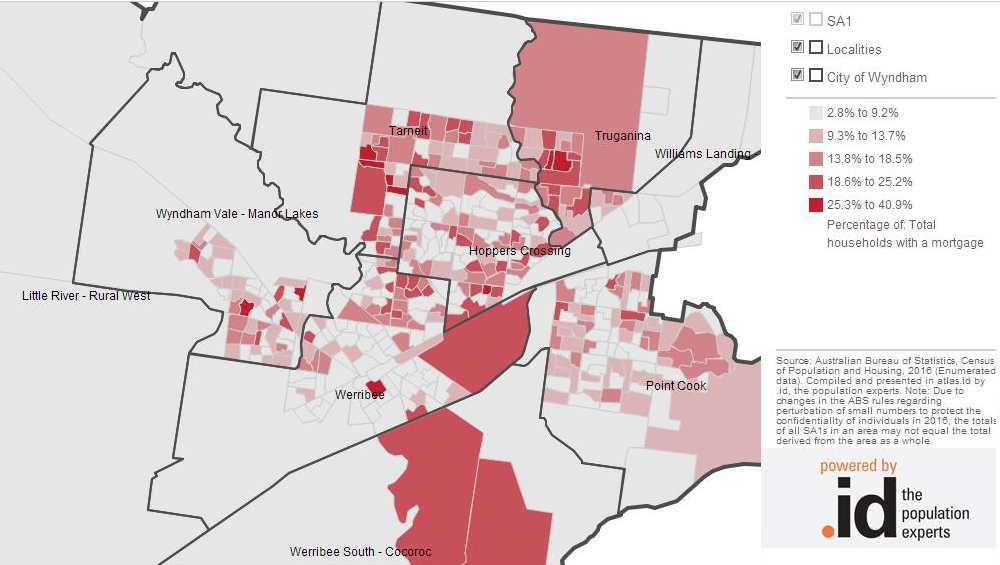 SA1
Localities
City of Wyndham
2.8% to 9.2%
9.3% to 13.7%
13.8% to 18.5%
18.6% to 25.2%
25.3% to 40.9%
Percentage of: Total
households with a mortgage
Tarneit
Truganina
Williams Landing
Wyndham Vale - Manor Lakes
Hoppers Crossing
Little River - Rural West
Point Cook
Werribee
Werribee South - Cocoroc
Source: Australian Bureau of Statistics, Census
of Population and Housing, 2016 (Enumerated
data). Compiled and presented in atlas.id by
.id, the population experts. Note: Due to
changes in the ABS rules regarding
perturbation of small numbers to protect the
confidentiality of individuals in 2016, the totals
of all SA1s in an area may not equal the total
derived from the area as a whole.
powered by
.id the
population
experts